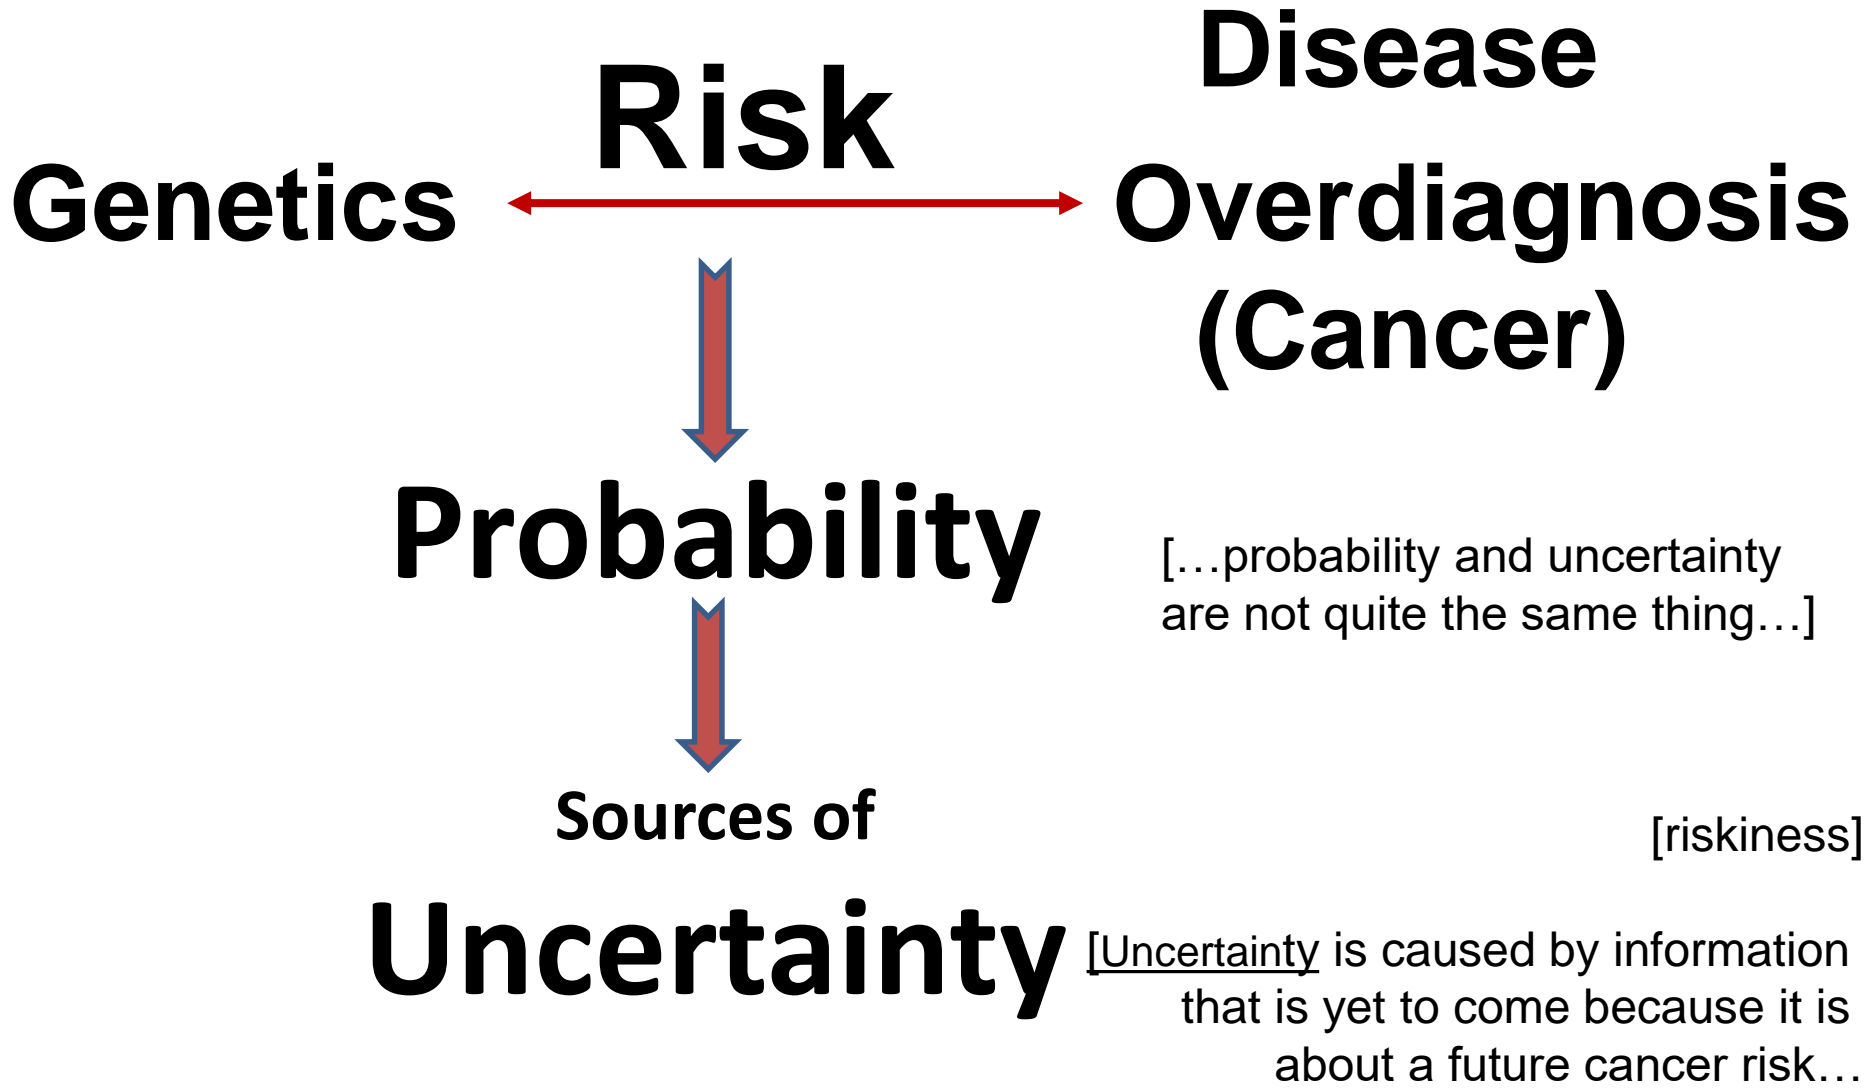 Risk
Disease
Genetics
Overdiagnosis
(Cancer)
Probability
[…probability and uncertainty
are not quite the same thing…]
Sources of
[riskiness]
Uncertainty
[Uncertainty is caused by information
that is yet to come because it is
about a future cancer risk…